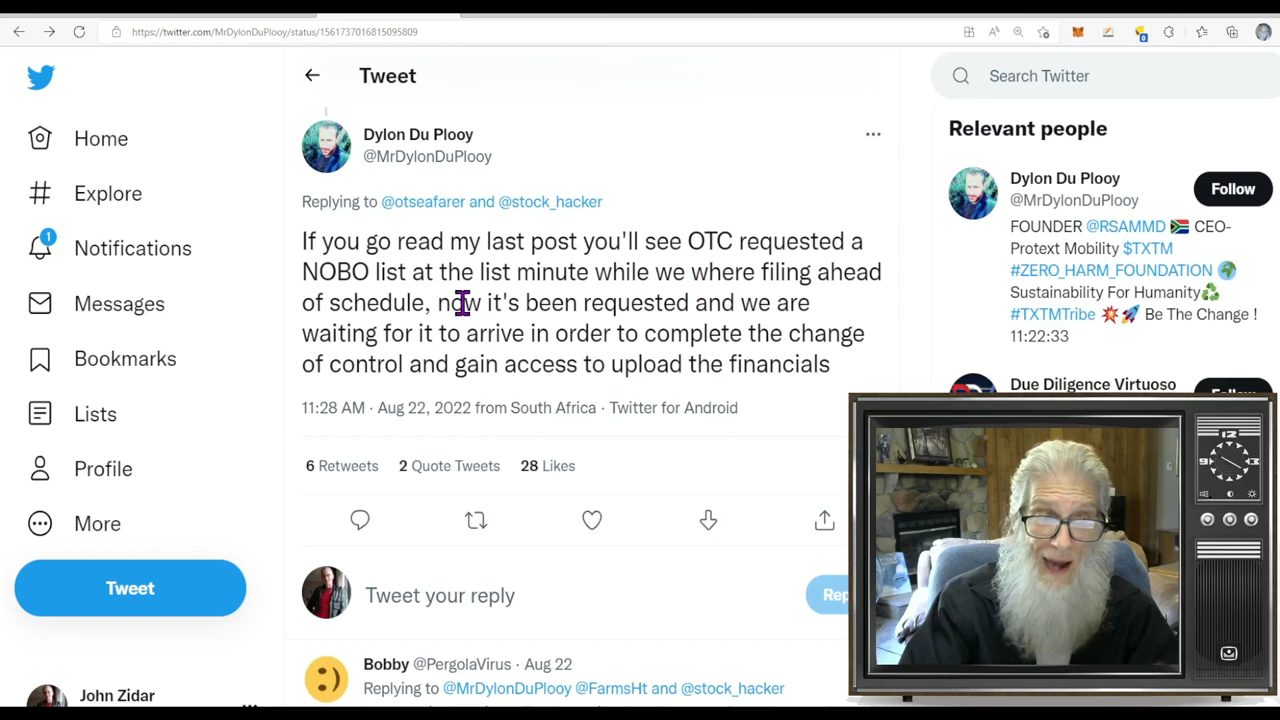 https://twitter.com/MrDylonDuPlooy/status/1561737016815095809
Tweet
Search Twitter
Home
Explore
1
Notifications
Messages
Bookmarks
Lists
Profile
More
Tweet
John Zidar
Dylon Du Plooy
@MrDylonDuPlooy
Replying to @otseafarer and @stock_hacker
If you go read my last post you'll see OTC requested a
NOBO list at the list minute while we where filing ahead
of schedule, now it's been requested and we are
waiting for it to arrive in order to complete the change
of control and gain access to upload the financials
11:28 AM · Aug 22, 2022 from South Africa · Twitter for Android
6 Retweets 2 Quote Tweets 28 Likes
Tweet your reply
Rep
Bobby @PergolaVirus · Aug 22
Replying to @MrDylonDuPlooy @FarmsHt and @stock_hacker
Relevant people
Dylon Du Plooy
@MrDylonDuPlooy
Follow
FOUNDER @RSAMMD 🇿🇦 CEO-
Protext Mobility $TXTM
#ZERO_HARM_FOUNDATION 🌍
Sustainability For Humanity♻️
#TXTMTribe 💥🚀 Be The Change !
11:22:33
Due Diligence Virtuoso
12
9 3